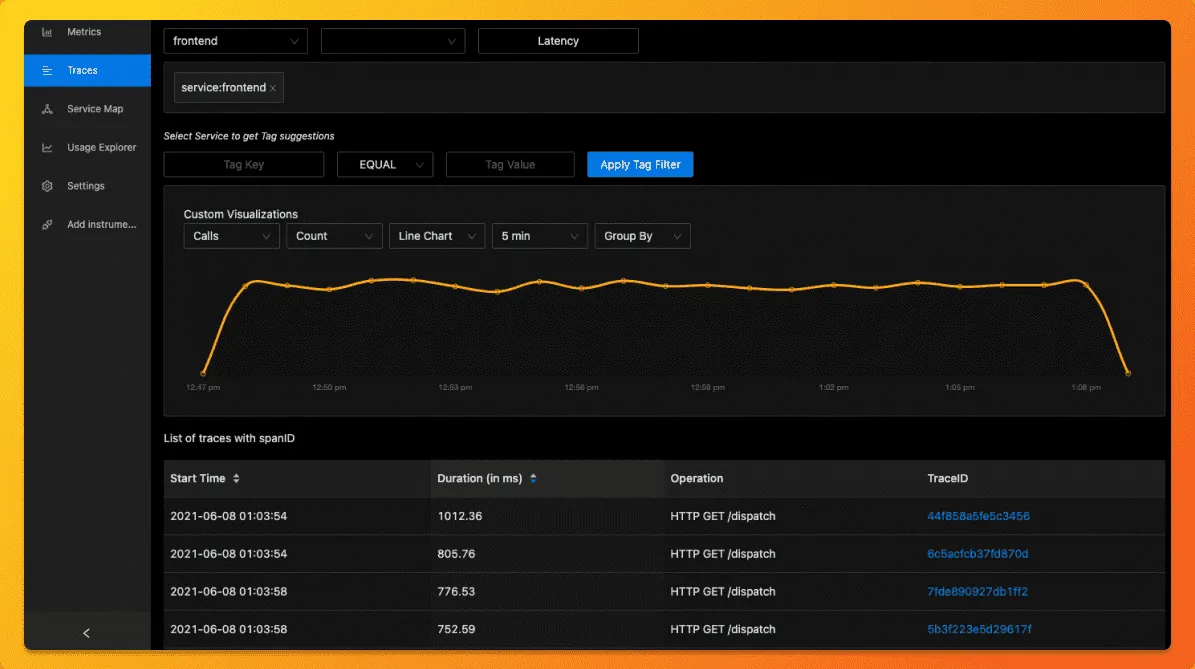 Metrics
Traces
Service Map
Usage Explorer
Settings
Add instrume...
frontend
Latency
service:frontend x
Select Service to get Tag suggestions
Tag Key EQUAL Tag Value Apply Tag Filter
Custom Visualizations
Calls Count Line Chart 5 min Group By
12:47 pm 12:50 pm 12:53 pm 12:56 pm 12:59 pm 1:02 pm 1:05 pm 1:08 pm
List of traces with spanID
Start Time Duration (in ms) Operation TraceID
2021-06-08 01:03:54 1012.36 HTTP GET /dispatch 44f858a5fe5c3456
2021-06-08 01:03:54 805.76 HTTP GET /dispatch 6c5acfcb37fd870d
2021-06-08 01:03:58 776.53 HTTP GET /dispatch 7fde890927db1ff2
2021-06-08 01:03:58 752.59 HTTP GET /dispatch 5b3f223e5d29617f